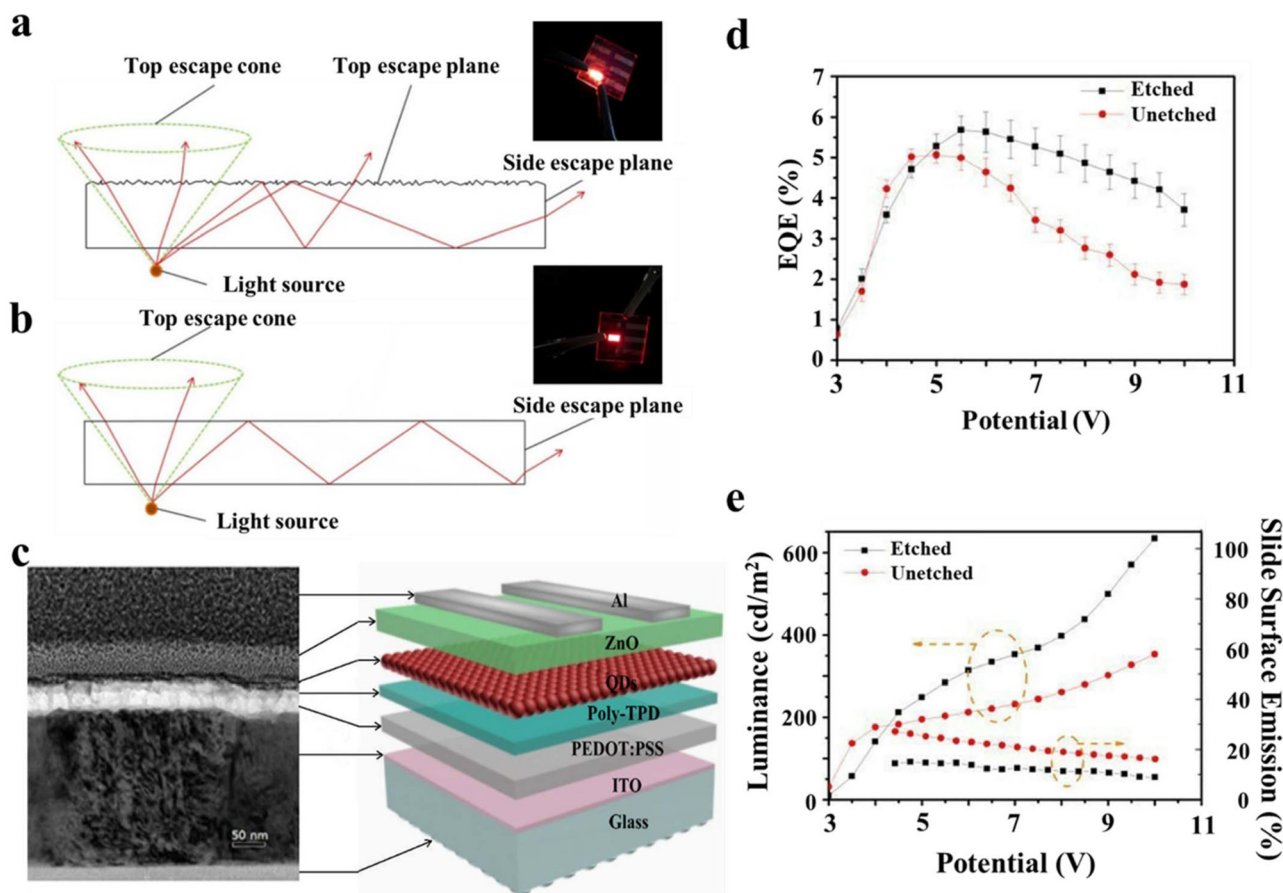 a
Top escape cone
Top escape plane
Side escape plane
Light source
b
Top escape cone
Side escape plane
Light source
c
50 nm
Al
ZnO
QDs
Poly-TPD
PEDOT:PSS
ITO
Glass
d
7
6
5
4
3
2
1
0
EQE (%)
Etched
Unetched
3 5 7 9 11
Potential (V)
e
600
400
200
0
Luminance (cd/m²)
Etched
Unetched
100
80
60
40
20
0
Slide Surface Emission (%)
3 5 7 9 11
Potential (V)